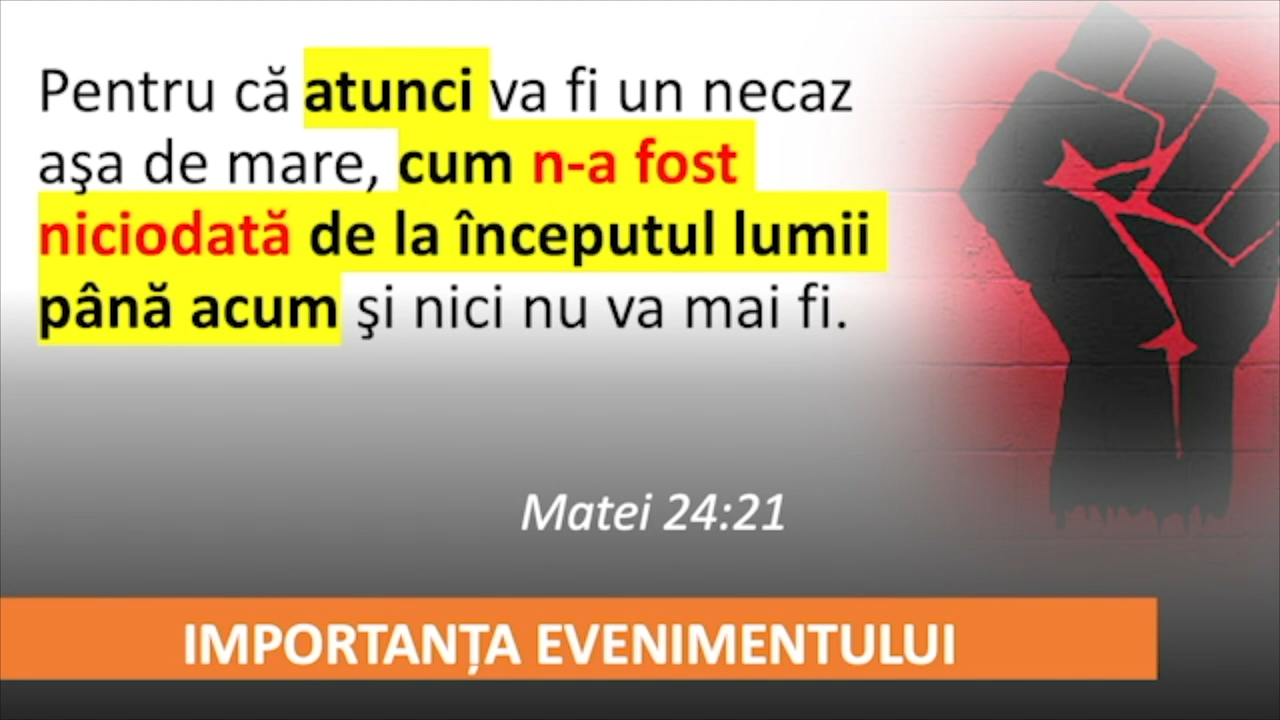 Pentru că atunci va fi un necaz
aşa de mare, cum n-a fost
niciodată de la începutul lumii
până acum şi nici nu va mai fi.
Matei 24:21
IMPORTANȚA EVENIMENTULUI